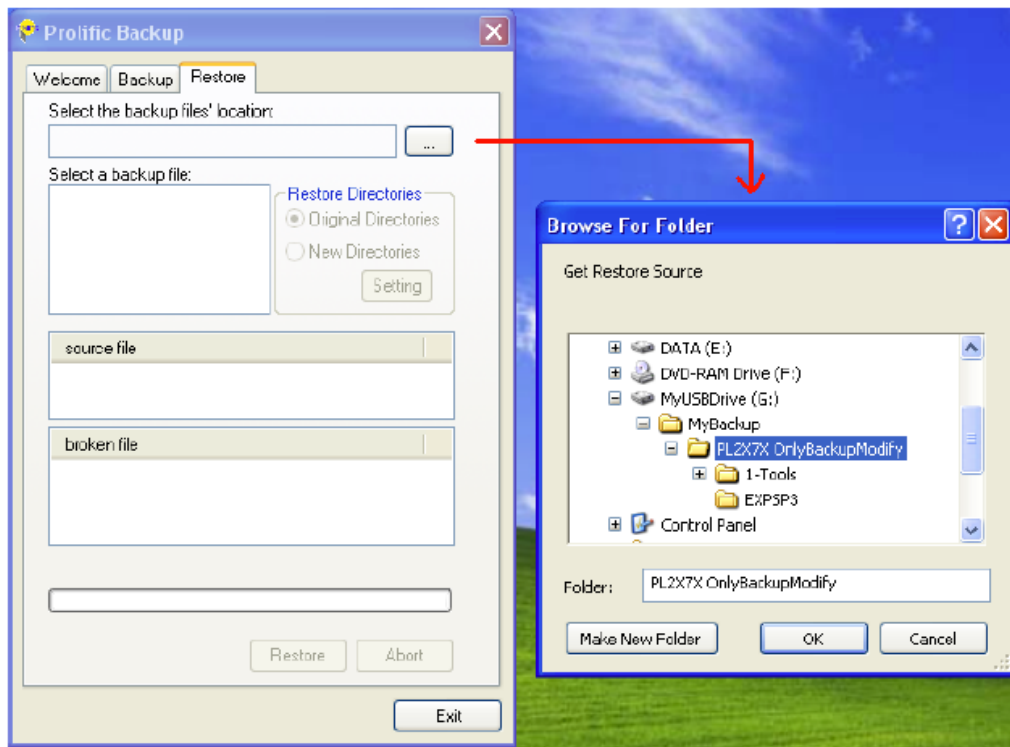 Prolific Backup
Welcome Backup Restore
Select the backup files' location:
...
Select a backup file:
Restore Directories
Original Directories
New Directories
Setting
source file
broken file
Restore Abort
Exit
Browse For Folder
Get Restore Source
DATA (E:)
DVD-RAM Drive (F:)
MyUSBDrive (G:)
MyBackup
PL2X7X OnlyBackupModify
1-Tools
EXPSP3
Control Panel
Folder: PL2X7X OnlyBackupModify
Make New Folder OK Cancel